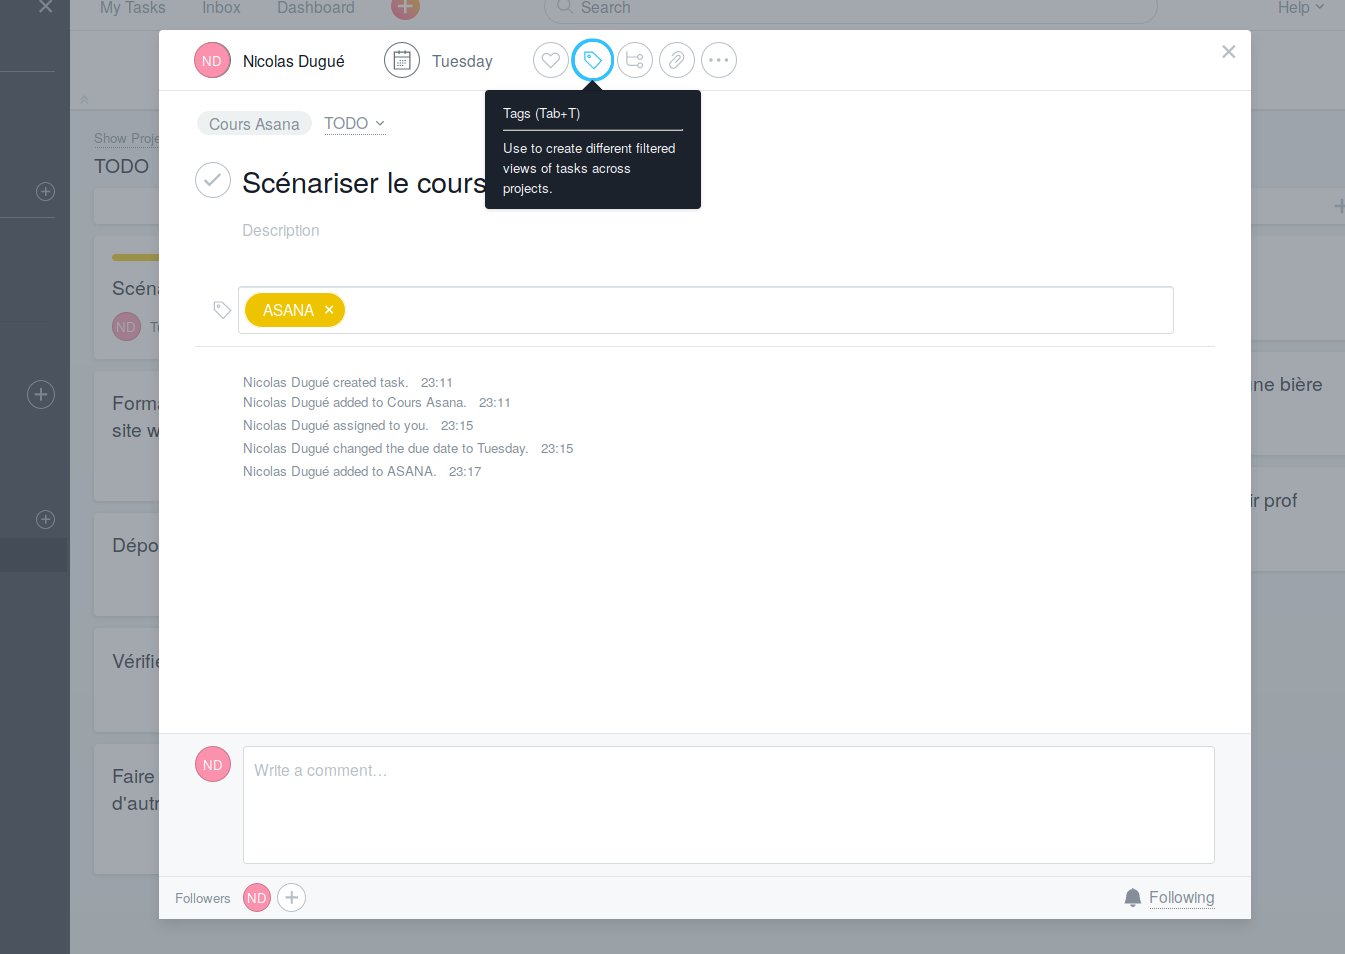 My Tasks
Inbox
Dashboard
Search
Help
ND
Nicolas Dugué
Tuesday
Tags (Tab+T)
Use to create different filtered
views of tasks across
projects.
Cours Asana
TODO
Show Proje
TODO
Scénariser le cours
Description
Scén
ND
ASANA
Nicolas Dugué created task. 23:11
Nicolas Dugué added to Cours Asana. 23:11
Nicolas Dugué assigned to you. 23:15
Nicolas Dugué changed the due date to Tuesday. 23:15
Nicolas Dugué added to ASANA. 23:17
Forma
site w
Dépo
Vérifie
Faire
d'autr
ne bière
ir prof
ND
Write a comment...
Followers
ND
Following